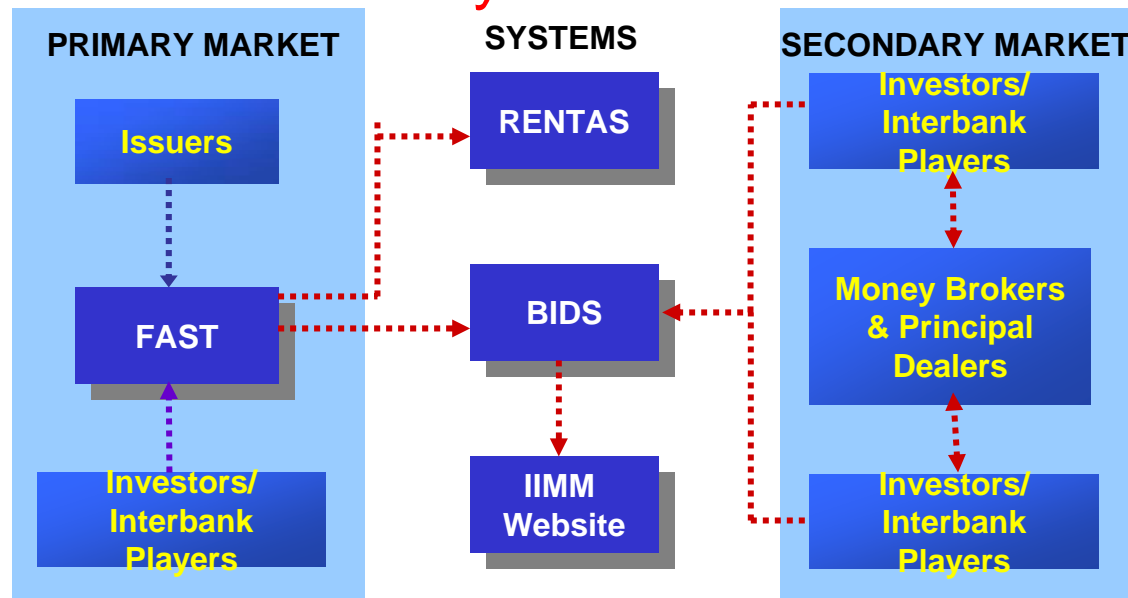 PRIMARY MARKET
Issuers
FAST
Investors/
Interbank
Players
SYSTEMS
RENTAS
BIDS
IIMM
Website
SECONDARY MARKET
Investors/
Interbank
Players
Money Brokers
& Principal
Dealers
Investors/
Interbank
Players